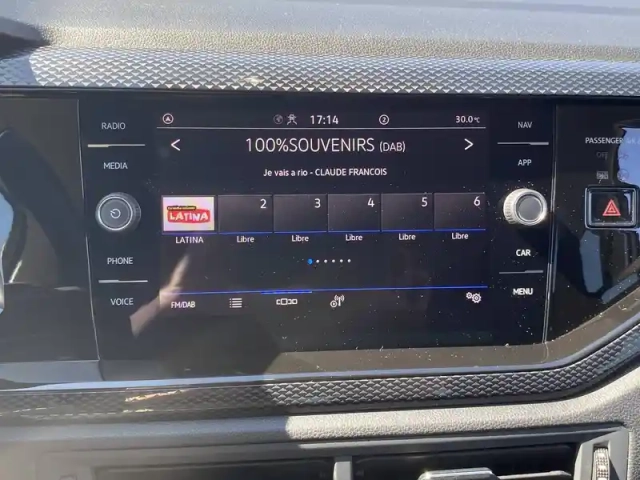 RADIO
MEDIA
PHONE
VOICE
17:14
2
30.0°C
100%SOUVENIRS (DAB)
Je vais a rio - CLAUDE FRANCOIS
LATINA
2 3 4 5 6
LATINA Libre Libre Libre Libre Libre
FM/DAB
NAV
APP
CAR
MENU
PASSENGER